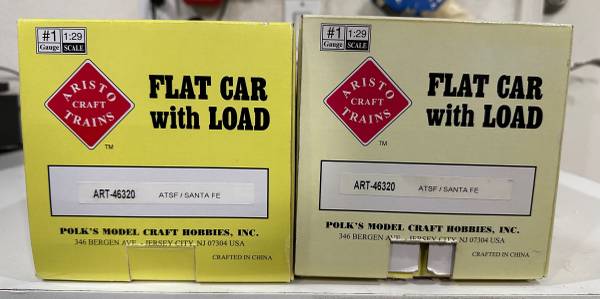 #1 1:29
Gauge SCALE
ARISTO
CRAFT
TRAINS
TM
FLAT CAR
with LOAD
ART-46320 ATSF / SANTA FE
POLK'S MODEL CRAFT HOBBIES, INC.
346 BERGEN AVE., JERSEY CITY, NJ 07304 USA
CRAFTED IN CHINA
#1 1:29
Gauge SCALE
ARISTO
CRAFT
TRAINS
TM
FLAT CAR
with LOAD
ART-46320 ATSF / SANTA FE
POLK'S MODEL CRAFT HOBBIES, INC.
346 BERGEN AVE., JERSEY CITY, NJ 07304 USA
CRAFTED IN CHINA